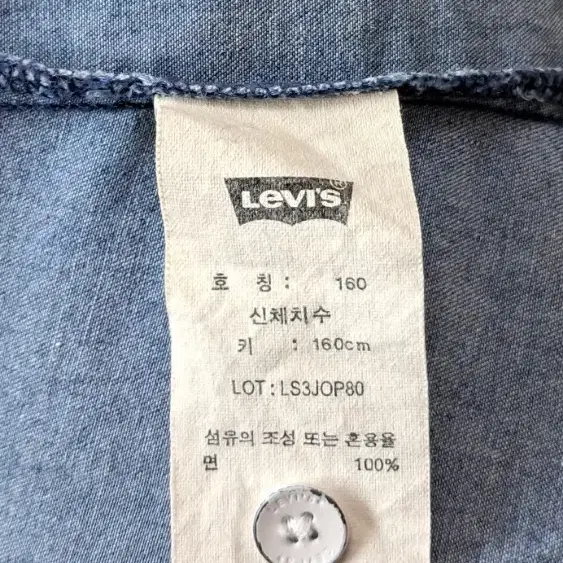 Levi's®
호 칭 : 160
신체치수
키 : 160cm
LOT : LS3JOP80
섬유의 조성 또는 혼용율
면 100%